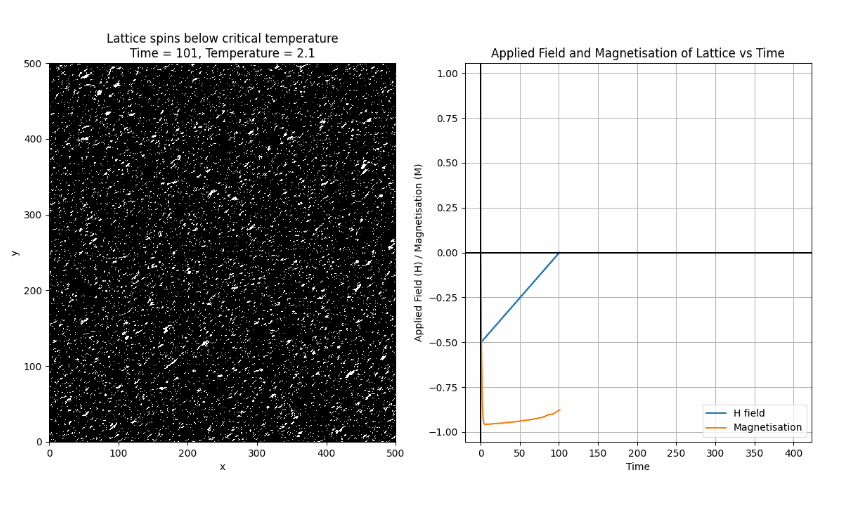 Lattice spins below critical temperature
Time = 101, Temperature = 2.1
500
400
300
200
100
0
y
0 100 200 300 400 500
x
Applied Field and Magnetisation of Lattice vs Time
1.00
0.75
0.50
0.25
0.00
−0.25
−0.50
−0.75
−1.00
Applied Field (H) / Magnetisation (M)
H field
Magnetisation
0 50 100 150 200 250 300 350 400
Time